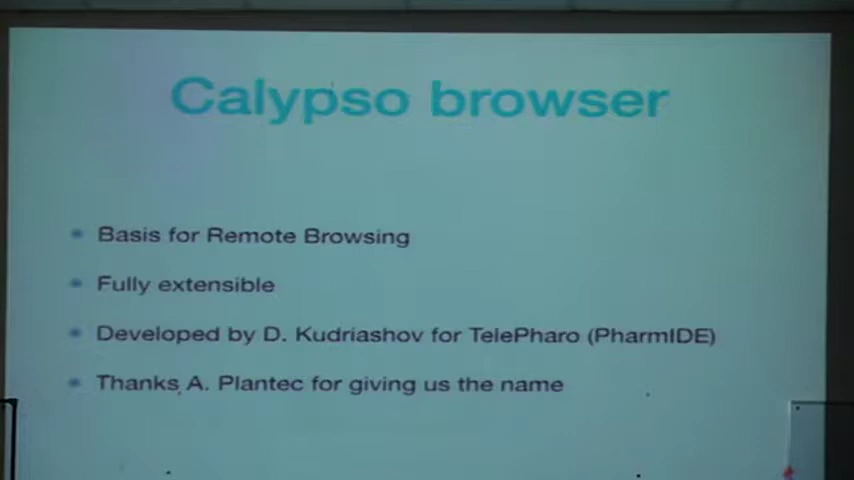 Calypso browser
Basis for Remote Browsing
Fully extensible
Developed by D. Kudriashov for TelePharo (PharmIDE)
Thanks A. Plantec for giving us the name